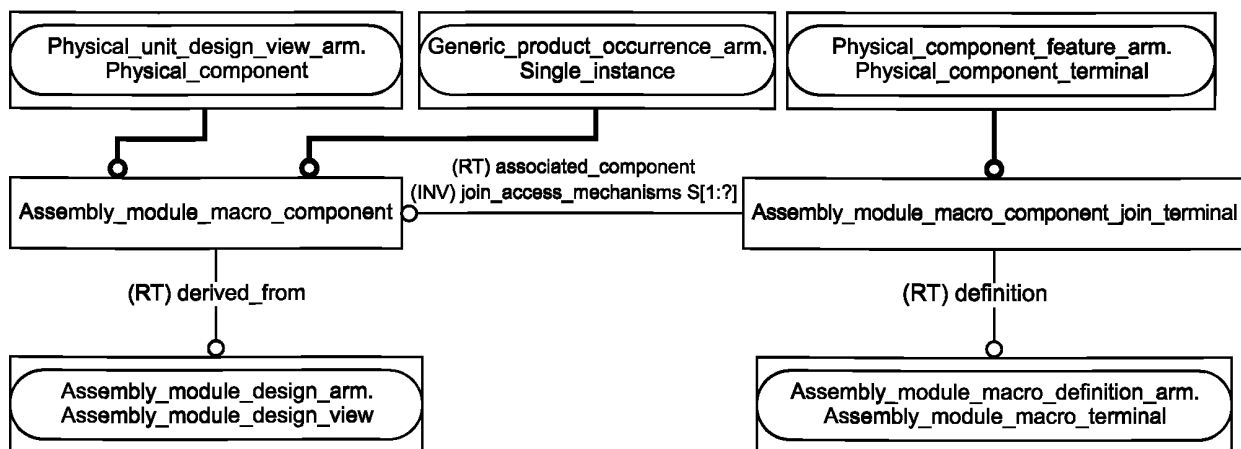 Physical_unit_design_view_arm.
Physical_component
Generic_product_occurrence_arm.
Single_instance
Physical_component_feature_arm.
Physical_component_terminal
(RT) associated_component
(INV) join_access_mechanisms S[1:?]
Assembly_module_macro_component
Assembly_module_macro_component_join_terminal
(RT) derived_from
(RT) definition
Assembly_module_design_arm.
Assembly_module_design_view
Assembly_module_macro_definition_arm.
Assembly_module_macro_terminal